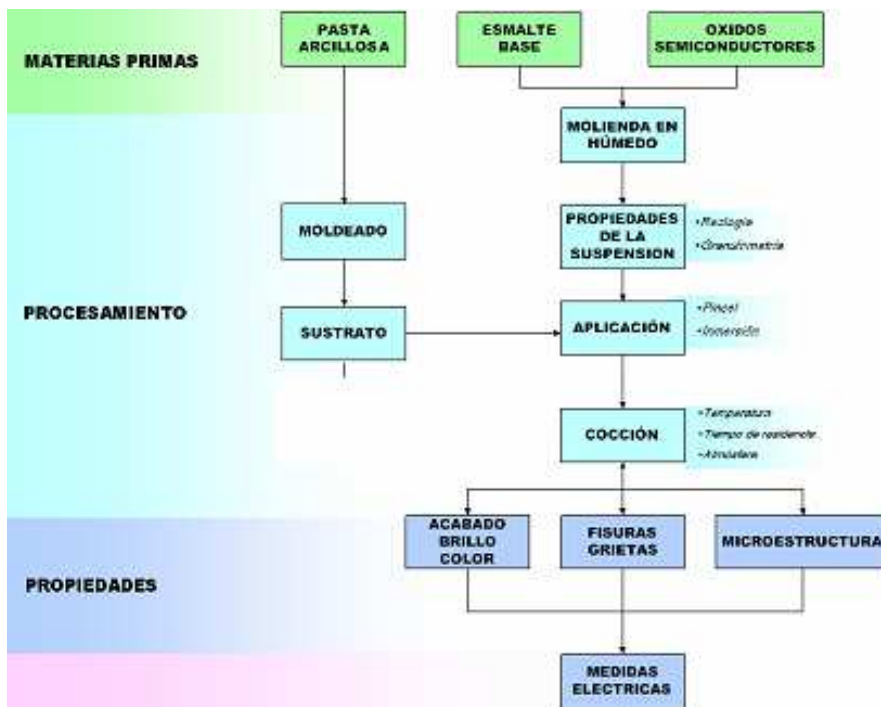 PASTA
ARCILLOSA
ESMALTE
BASE
OXIDOS
SEMICONDUCTORES
MATERIAS PRIMAS
MOLIENDA EN
HÚMEDO
MOLDEADO
PROPIEDADES
DE LA
SUSPENSION
•Reología
•Granulometría
PROCESAMIENTO
SUSTRATO
APLICACIÓN
•Pincel
•Inmersión
COCCIÓN
•Temperatura
•Tiempo de residencia
•Atmósfera
ACABADO
BRILLO
COLOR
FISURAS
GRIETAS
MICROESTRUCTURA
PROPIEDADES
MEDIDAS
ELECTRICAS